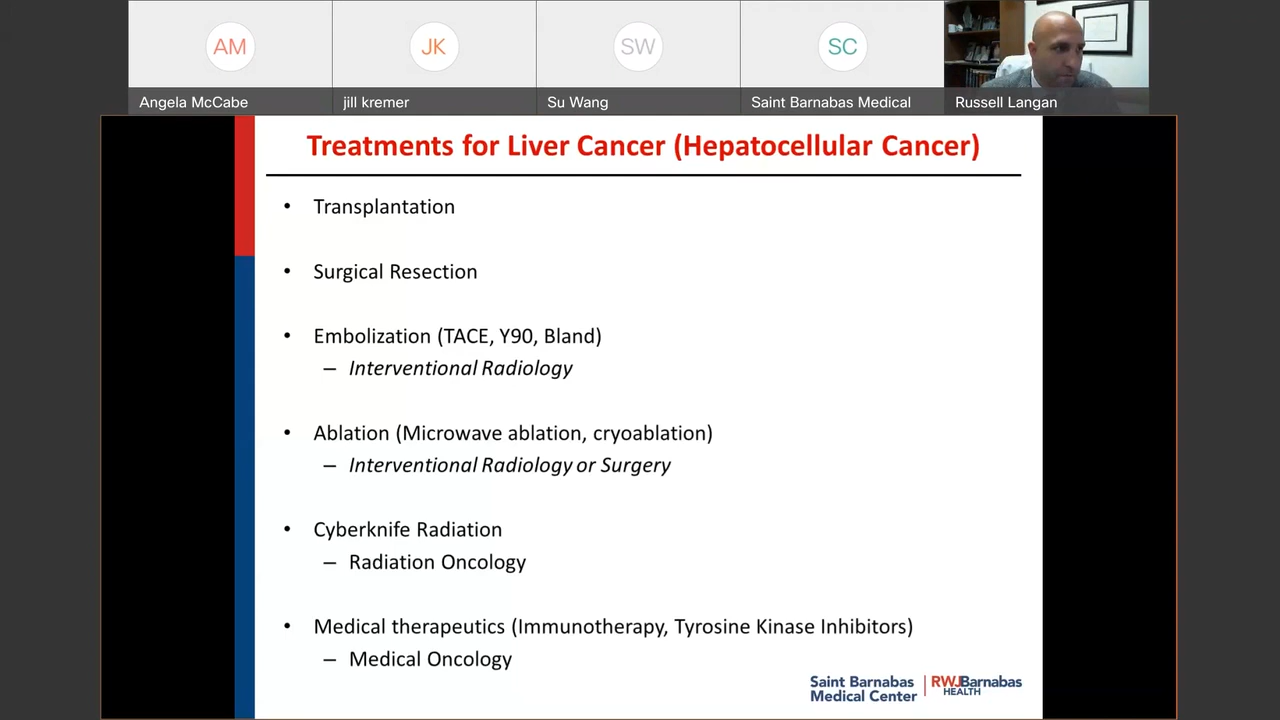 AM
JK
SW
SC
Angela McCabe
jill kremer
Su Wang
Saint Barnabas Medical
Russell Langan
Treatments for Liver Cancer (Hepatocellular Cancer)
• Transplantation
• Surgical Resection
• Embolization (TACE, Y90, Bland)
– Interventional Radiology
• Ablation (Microwave ablation, cryoablation)
– Interventional Radiology or Surgery
• Cyberknife Radiation
– Radiation Oncology
• Medical therapeutics (Immunotherapy, Tyrosine Kinase Inhibitors)
– Medical Oncology
Saint Barnabas
Medical Center
RWJBarnabas
HEALTH